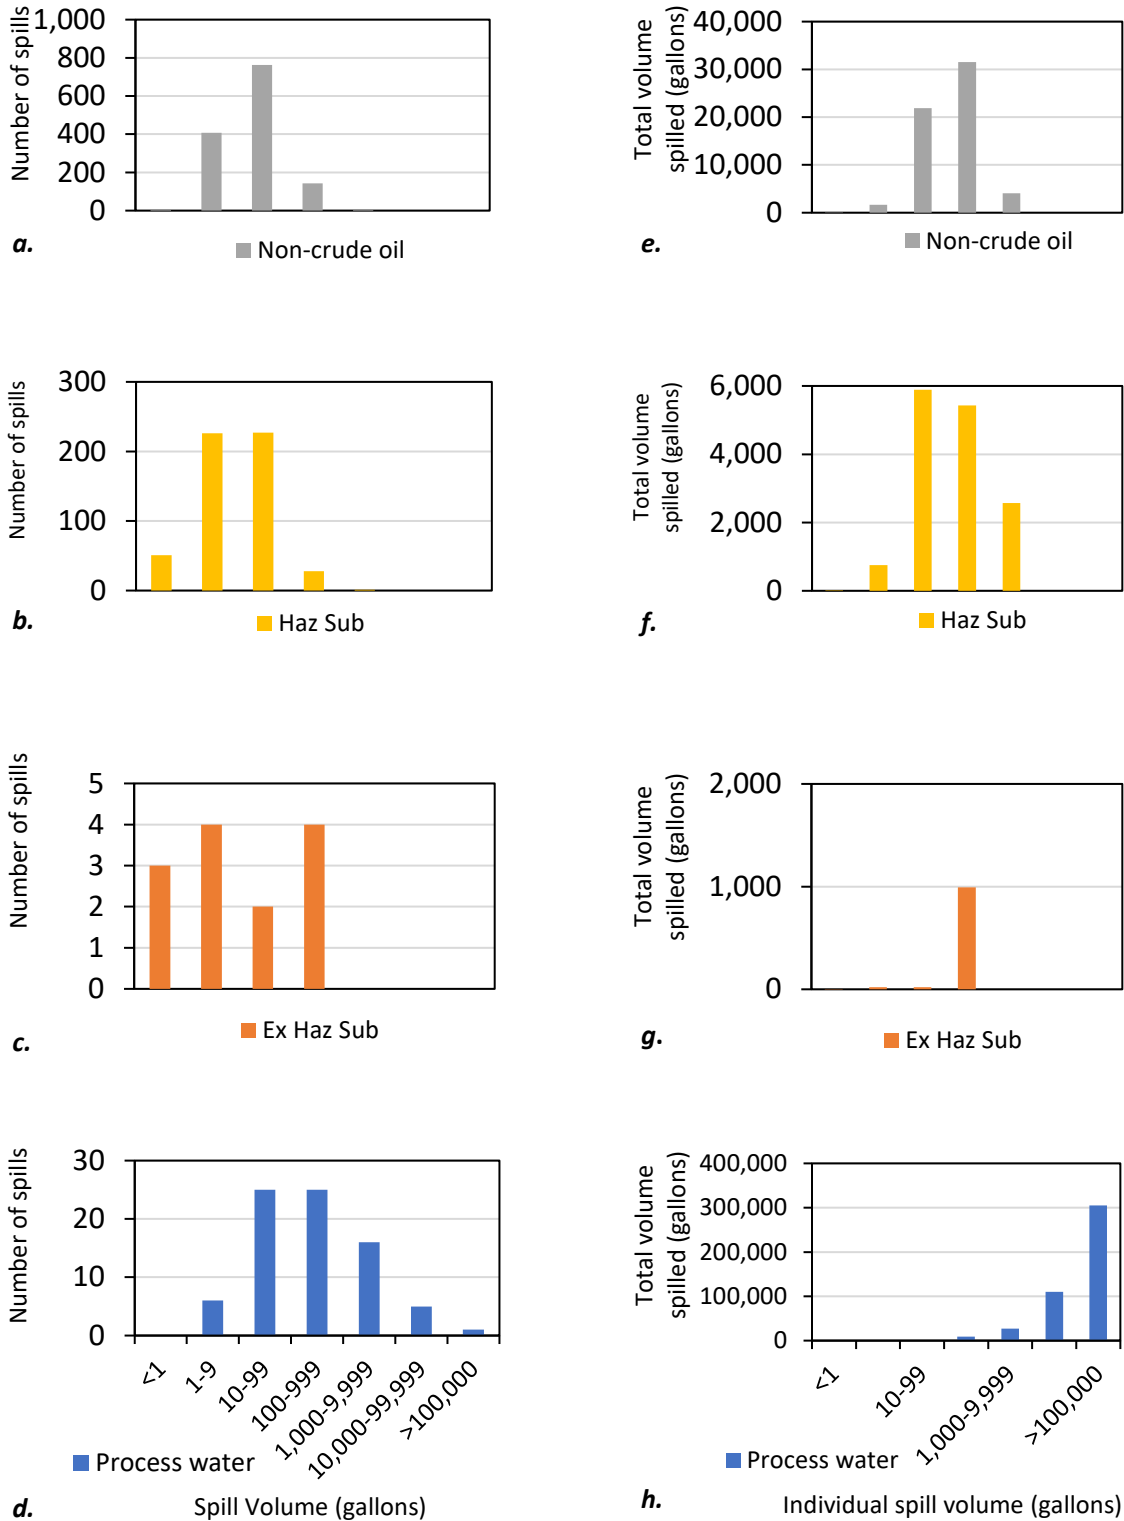 Number of spills
1,000
800
600
400
200
0
a.
Non-crude oil
Total volume
spilled (gallons)
40,000
30,000
20,000
10,000
0
e.
Non-crude oil
Number of spills
300
200
100
0
b.
Haz Sub
Total volume
spilled (gallons)
6,000
4,000
2,000
0
f.
Haz Sub
Number of spills
5
4
3
2
1
0
c.
Ex Haz Sub
Total volume
spilled (gallons)
2,000
1,000
0
g.
Ex Haz Sub
Number of spills
30
20
10
0
<1
1-9
10-99
100-999
1,000-9,999
10,000-99,999
>100,000
Process water
d.
Spill Volume (gallons)
Total volume
spilled (gallons)
400,000
300,000
200,000
100,000
0
<1
10-99
1,000-9,999
>100,000
Process water
h.
Individual spill volume (gallons)